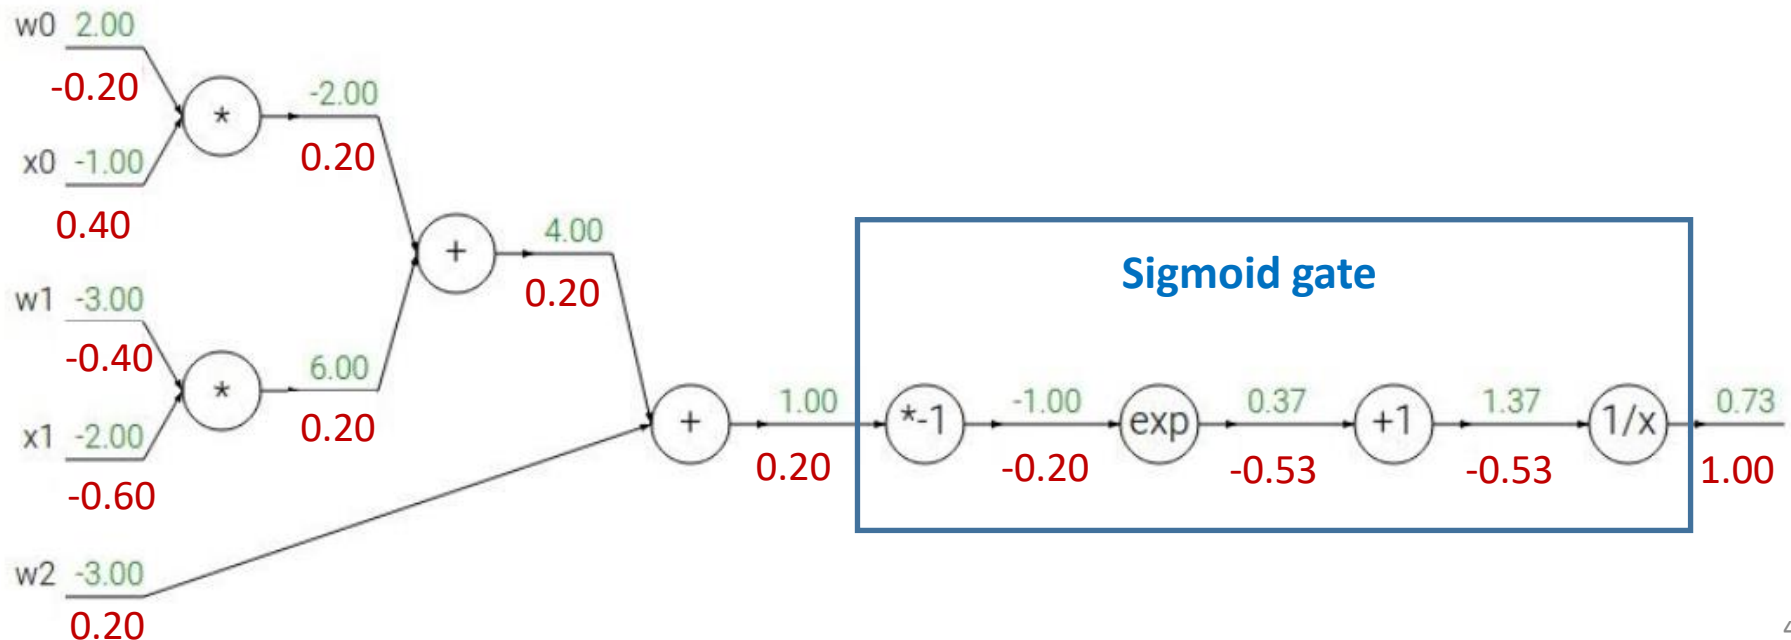 w0 2.00
-0.20
* -2.00
x0 -1.00
0.20
0.40
+ 4.00
Sigmoid gate
w1 -3.00
0.20
-0.40
* 6.00
0.20
x1 -2.00
-0.60
+ 1.00 *-1 -1.00 exp 0.37 +1 1.37 1/x 0.73
0.20 -0.20 -0.53 -0.53 1.00
w2 -3.00
0.20